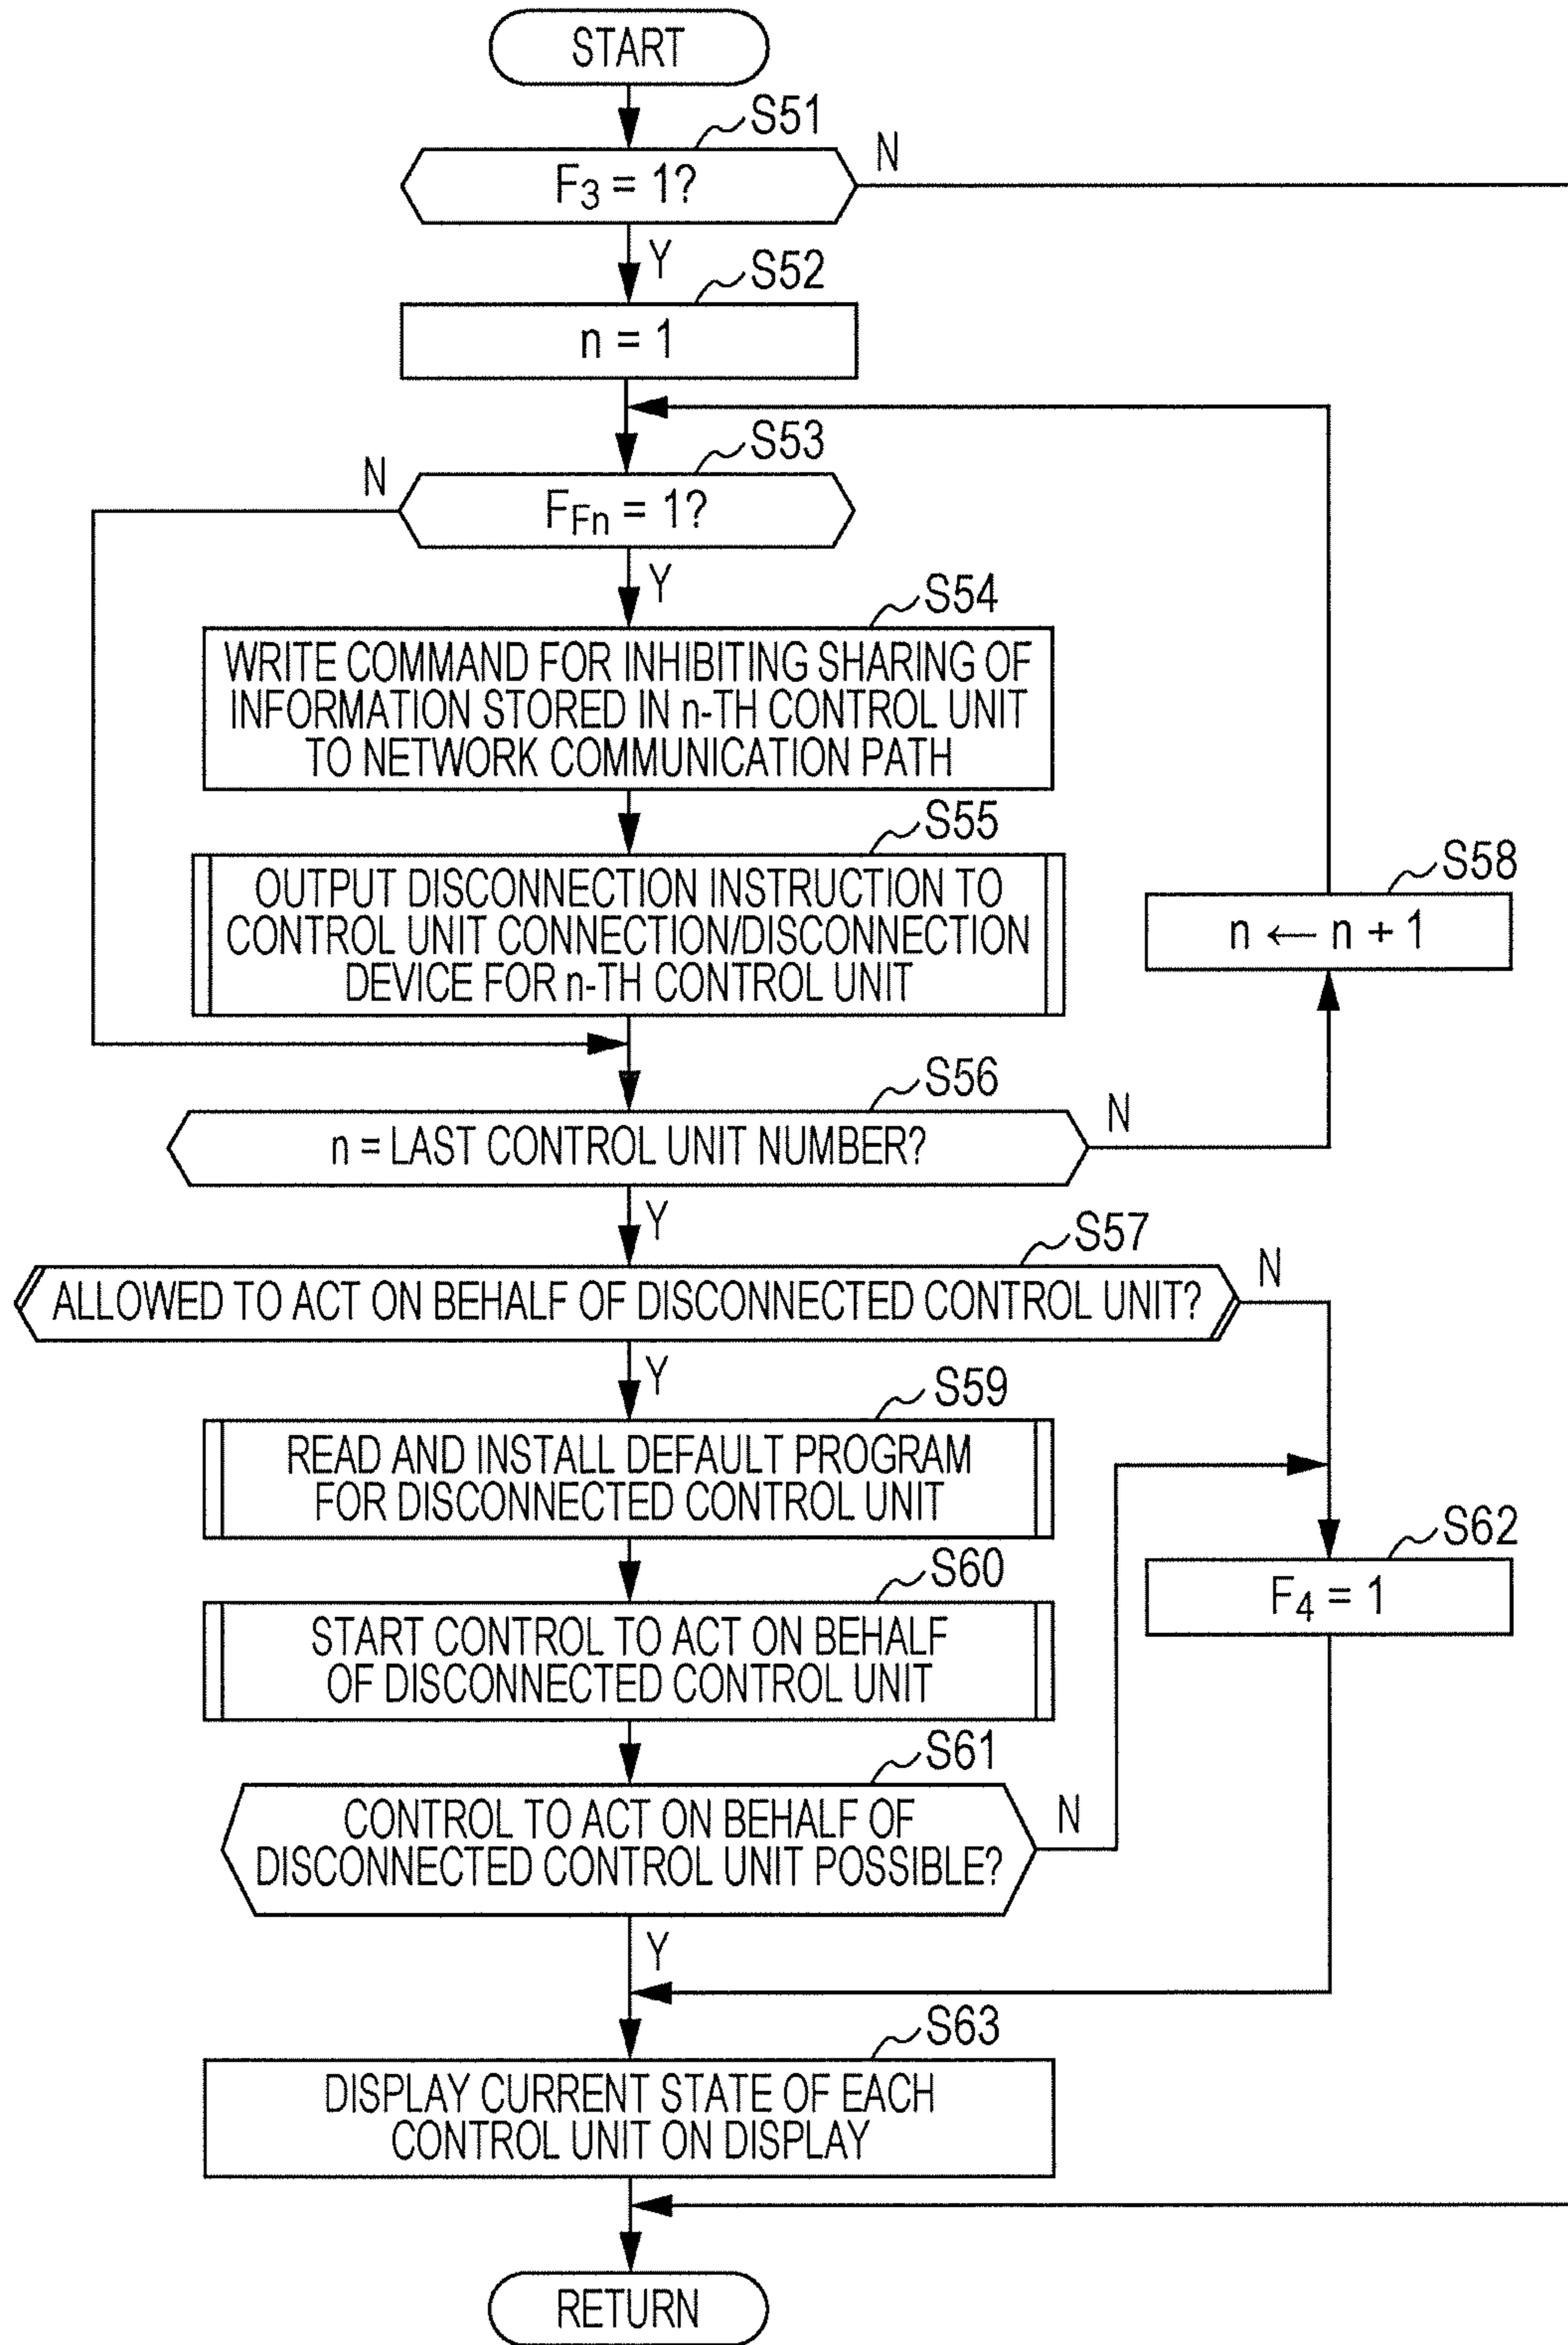 START
S51
F3 = 1?
N
Y
S52
n = 1
S53
N
FFn = 1?
Y
S54
WRITE COMMAND FOR INHIBITING SHARING OF
INFORMATION STORED IN n-TH CONTROL UNIT
TO NETWORK COMMUNICATION PATH
S55
OUTPUT DISCONNECTION INSTRUCTION TO
CONTROL UNIT CONNECTION/DISCONNECTION
DEVICE FOR n-TH CONTROL UNIT
S58
n ← n + 1
S56
n = LAST CONTROL UNIT NUMBER?
N
Y
S57
ALLOWED TO ACT ON BEHALF OF DISCONNECTED CONTROL UNIT?
N
Y
S59
READ AND INSTALL DEFAULT PROGRAM
FOR DISCONNECTED CONTROL UNIT
S60
START CONTROL TO ACT ON BEHALF
OF DISCONNECTED CONTROL UNIT
S62
F4 = 1
S61
CONTROL TO ACT ON BEHALF OF
DISCONNECTED CONTROL UNIT POSSIBLE?
N
Y
S63
DISPLAY CURRENT STATE OF EACH
CONTROL UNIT ON DISPLAY
RETURN